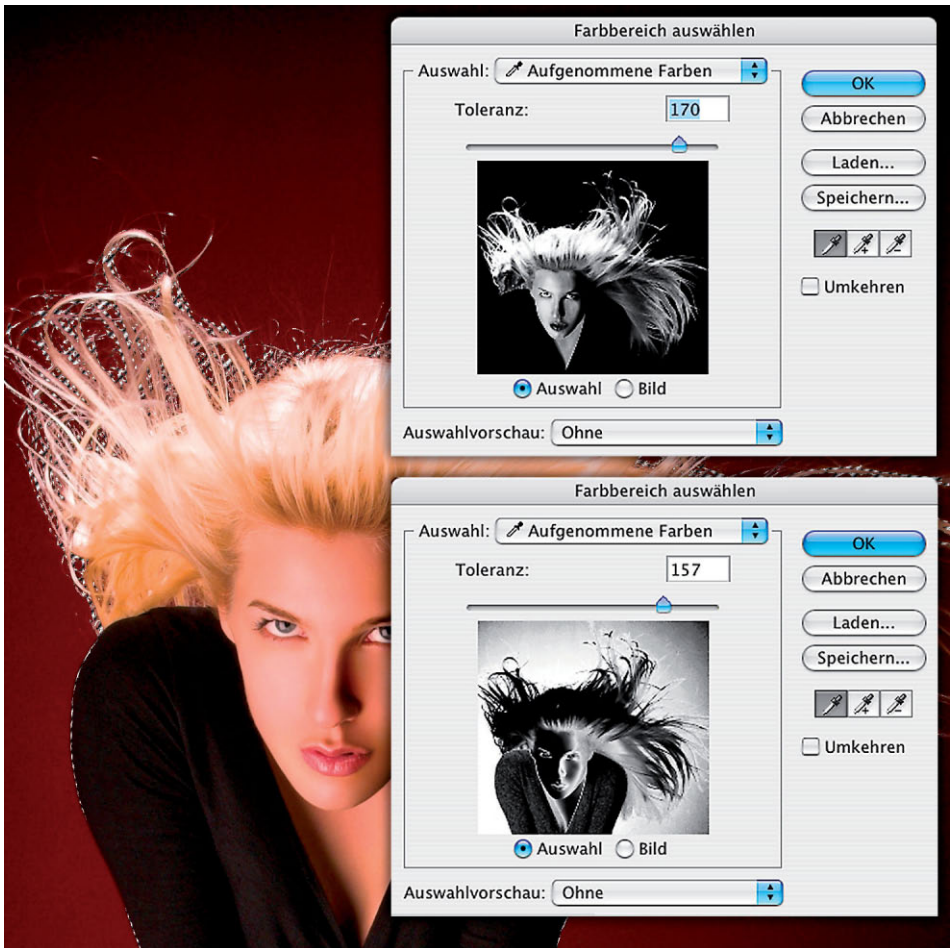 Farbbereich auswählen
Auswahl: Aufgenommene Farben
OK
Toleranz: 170
Abbrechen
Laden...
Speichern...
Umkehren
Auswahl Bild
Auswahlvorschau: Ohne
Farbbereich auswählen
Auswahl: Aufgenommene Farben
OK
Toleranz: 157
Abbrechen
Laden...
Speichern...
Umkehren
Auswahl Bild
Auswahlvorschau: Ohne